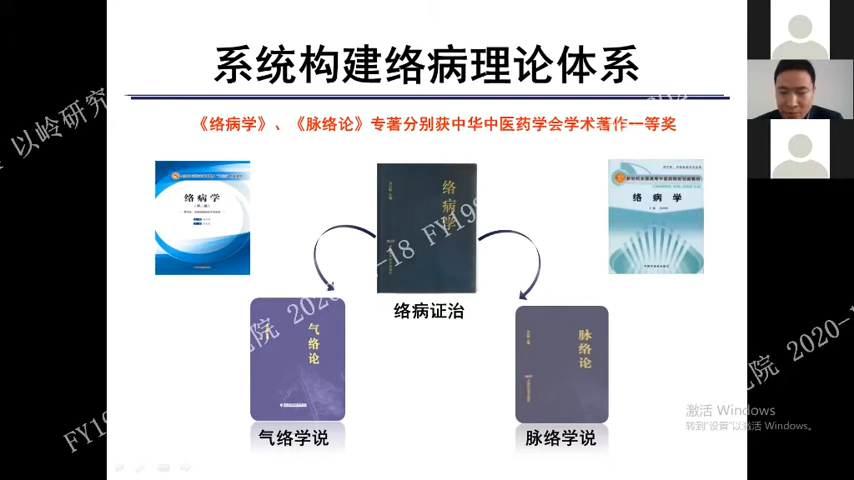 系统构建络病理论体系
《络病学》、《脉络论》专著分别获中华中医药学会学术著作一等奖
络病学
络病学
络病学
络病证治
气络论
脉络论
气络学说
脉络学说
以岭研究
院 2020-1
-18 FY198
FY19
激活 Windows
转到"设置"以激活 Windows。